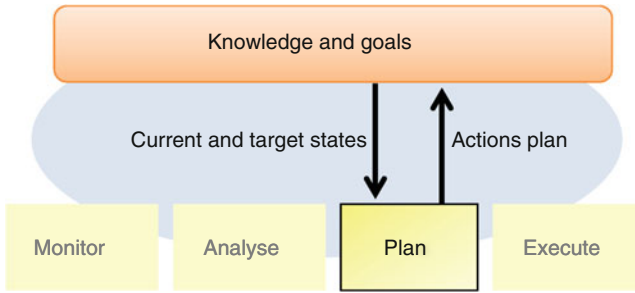 Knowledge and goals
Current and target states
Actions plan
Monitor
Analyse
Plan
Execute